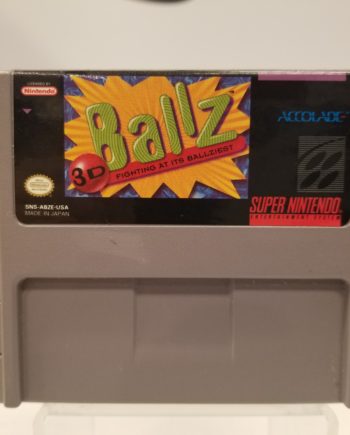 LICENSED BY
Nintendo
Ballz
3D
FIGHTING AT ITS BALLZIEST
ACCOLADE
SNS-ABZE-USA
MADE IN JAPAN
SUPER NINTENDO
ENTERTAINMENT SYSTEM